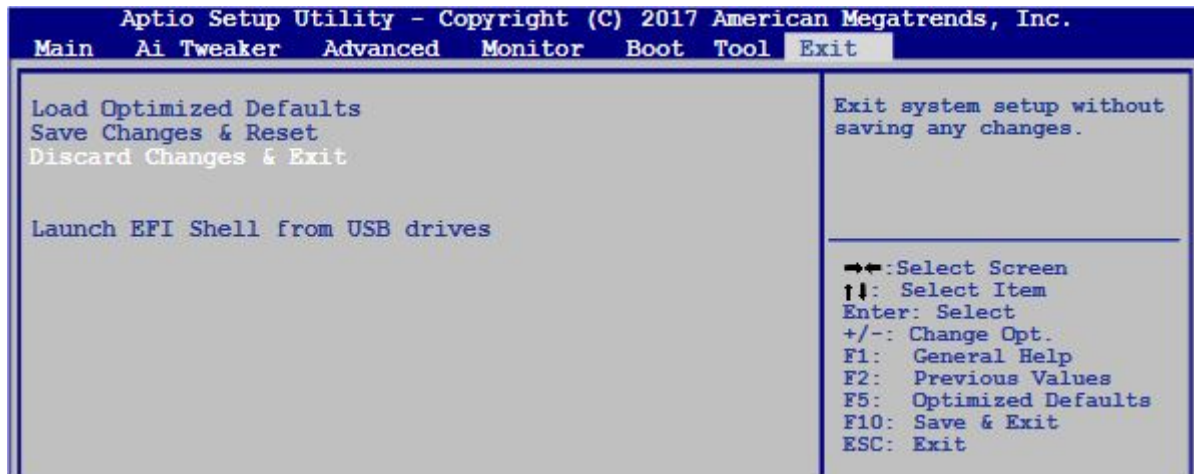 Aptio Setup Utility - Copyright (C) 2017 American Megatrends, Inc.
Main Ai Tweaker Advanced Monitor Boot Tool Exit
Load Optimized Defaults
Save Changes & Reset
Discard Changes & Exit
Launch EFI Shell from USB drives
Exit system setup without
saving any changes.
→←:Select Screen
↑↓: Select Item
Enter: Select
+/-: Change Opt.
F1: General Help
F2: Previous Values
F5: Optimized Defaults
F10: Save & Exit
ESC: Exit